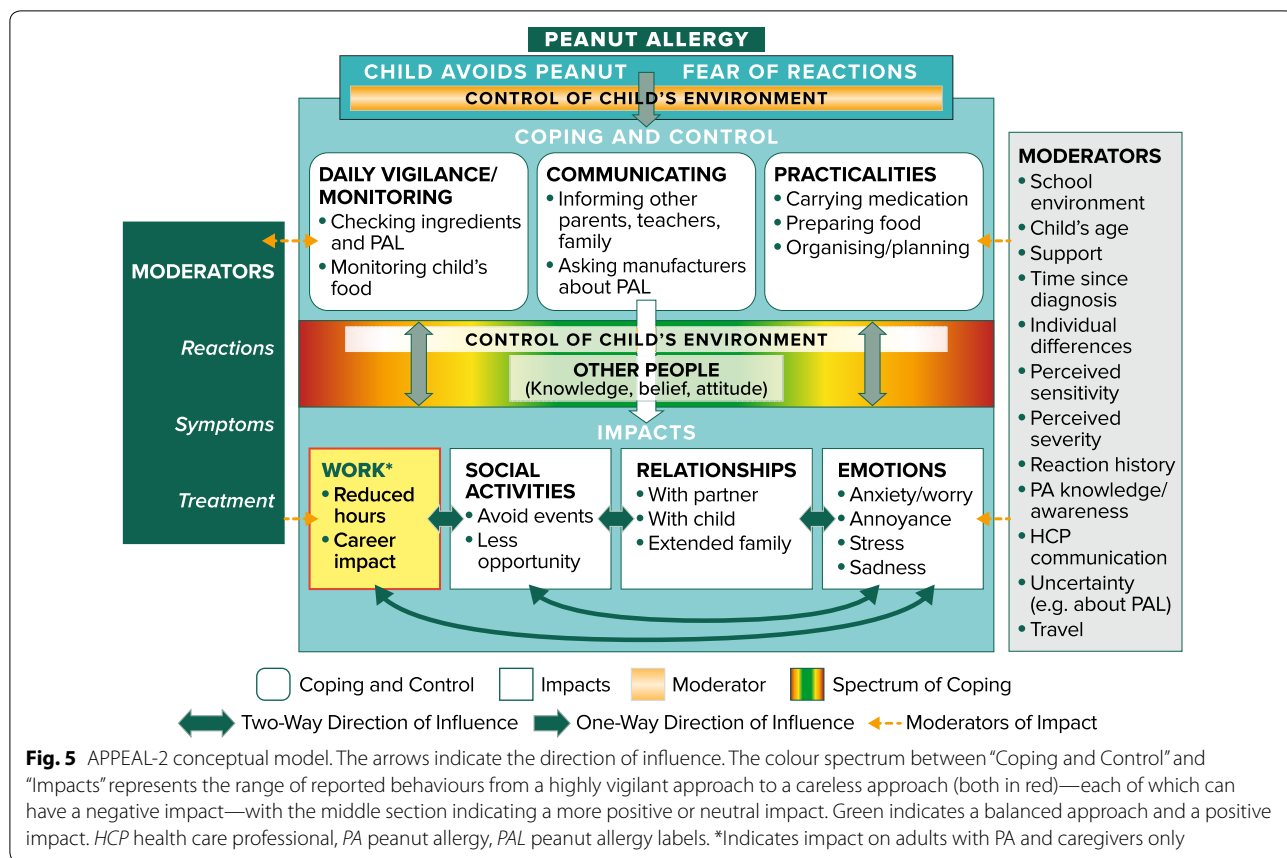 PEANUT ALLERGY
CHILD AVOIDS PEANUT FEAR OF REACTIONS
CONTROL OF CHILD'S ENVIRONMENT
COPING AND CONTROL
DAILY VIGILANCE/
MONITORING
• Checking ingredients
and PAL
• Monitoring child's
food
COMMUNICATING
• Informing other
parents, teachers,
family
• Asking manufacturers
about PAL
PRACTICALITIES
• Carrying medication
• Preparing food
• Organising/planning
MODERATORS
Reactions
Symptoms
Treatment
CONTROL OF CHILD'S ENVIRONMENT
OTHER PEOPLE
(Knowledge, belief, attitude)
IMPACTS
WORK*
• Reduced
hours
• Career
impact
SOCIAL
ACTIVITIES
• Avoid events
• Less
opportunity
RELATIONSHIPS
• With partner
• With child
• Extended family
EMOTIONS
• Anxiety/worry
• Annoyance
• Stress
• Sadness
MODERATORS
• School
environment
• Child's age
• Support
• Time since
diagnosis
• Individual
differences
• Perceived
sensitivity
• Perceived
severity
• Reaction history
• PA knowledge/
awareness
• HCP
communication
• Uncertainty
(e.g. about PAL)
• Travel
Coping and Control Impacts Moderator Spectrum of Coping
Two-Way Direction of Influence One-Way Direction of Influence Moderators of Impact
Fig. 5 APPEAL-2 conceptual model. The arrows indicate the direction of influence. The colour spectrum between "Coping and Control" and
"Impacts" represents the range of reported behaviours from a highly vigilant approach to a careless approach (both in red)—each of which can
have a negative impact—with the middle section indicating a more positive or neutral impact. Green indicates a balanced approach and a positive
impact. HCP health care professional, PA peanut allergy, PAL peanut allergy labels. *Indicates impact on adults with PA and caregivers only